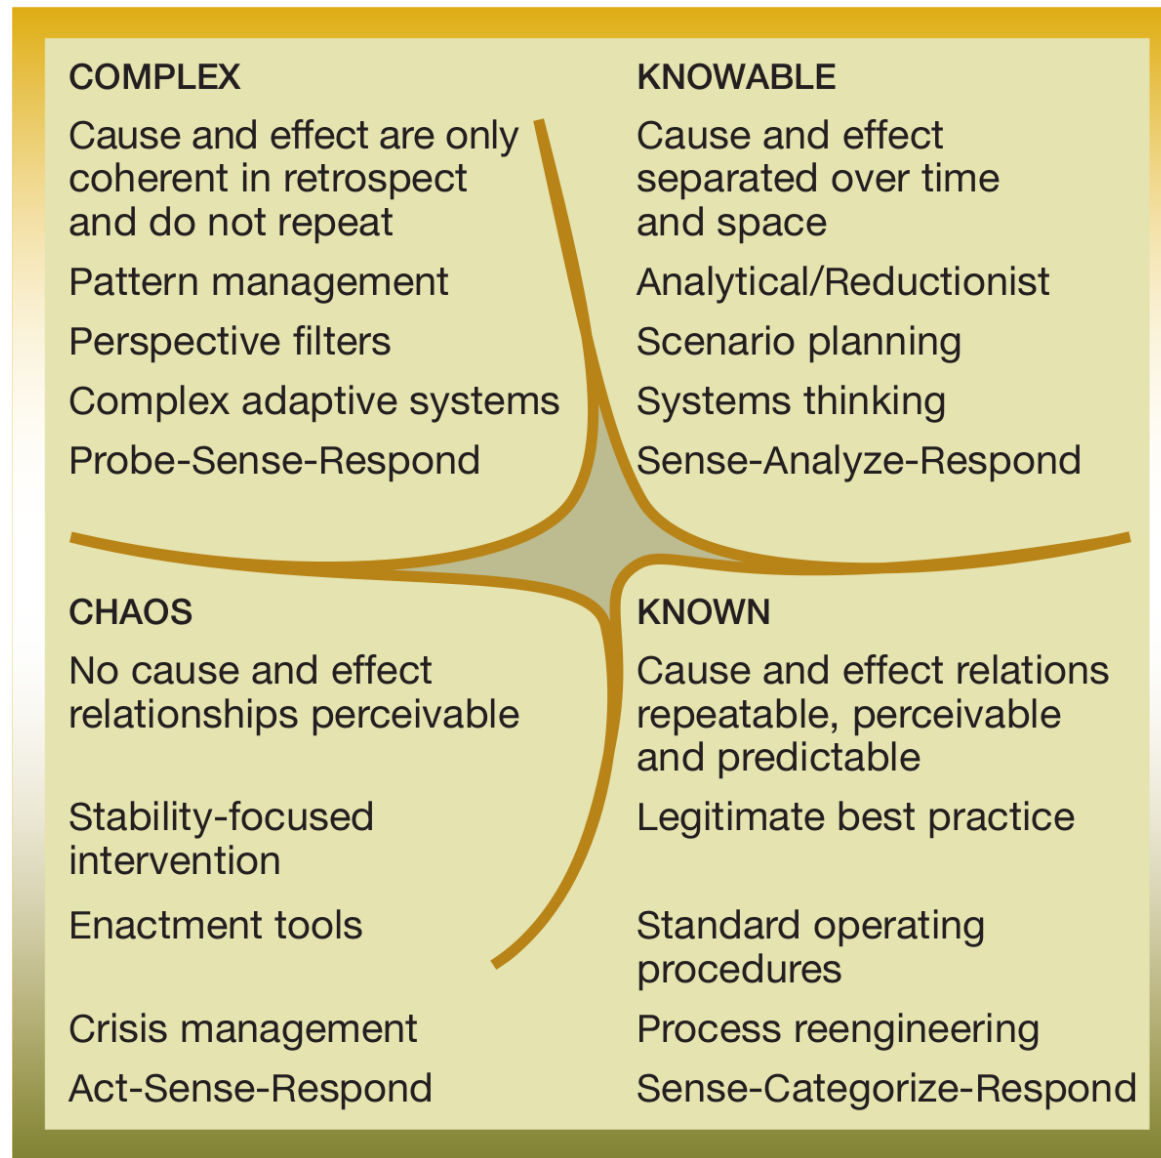 COMPLEX
Cause and effect are only
coherent in retrospect
and do not repeat
Pattern management
Perspective filters
Complex adaptive systems
Probe-Sense-Respond
KNOWABLE
Cause and effect
separated over time
and space
Analytical/Reductionist
Scenario planning
Systems thinking
Sense-Analyze-Respond
CHAOS
No cause and effect
relationships perceivable
Stability-focused
intervention
Enactment tools
Crisis management
Act-Sense-Respond
KNOWN
Cause and effect relations
repeatable, perceivable
and predictable
Legitimate best practice
Standard operating
procedures
Process reengineering
Sense-Categorize-Respond